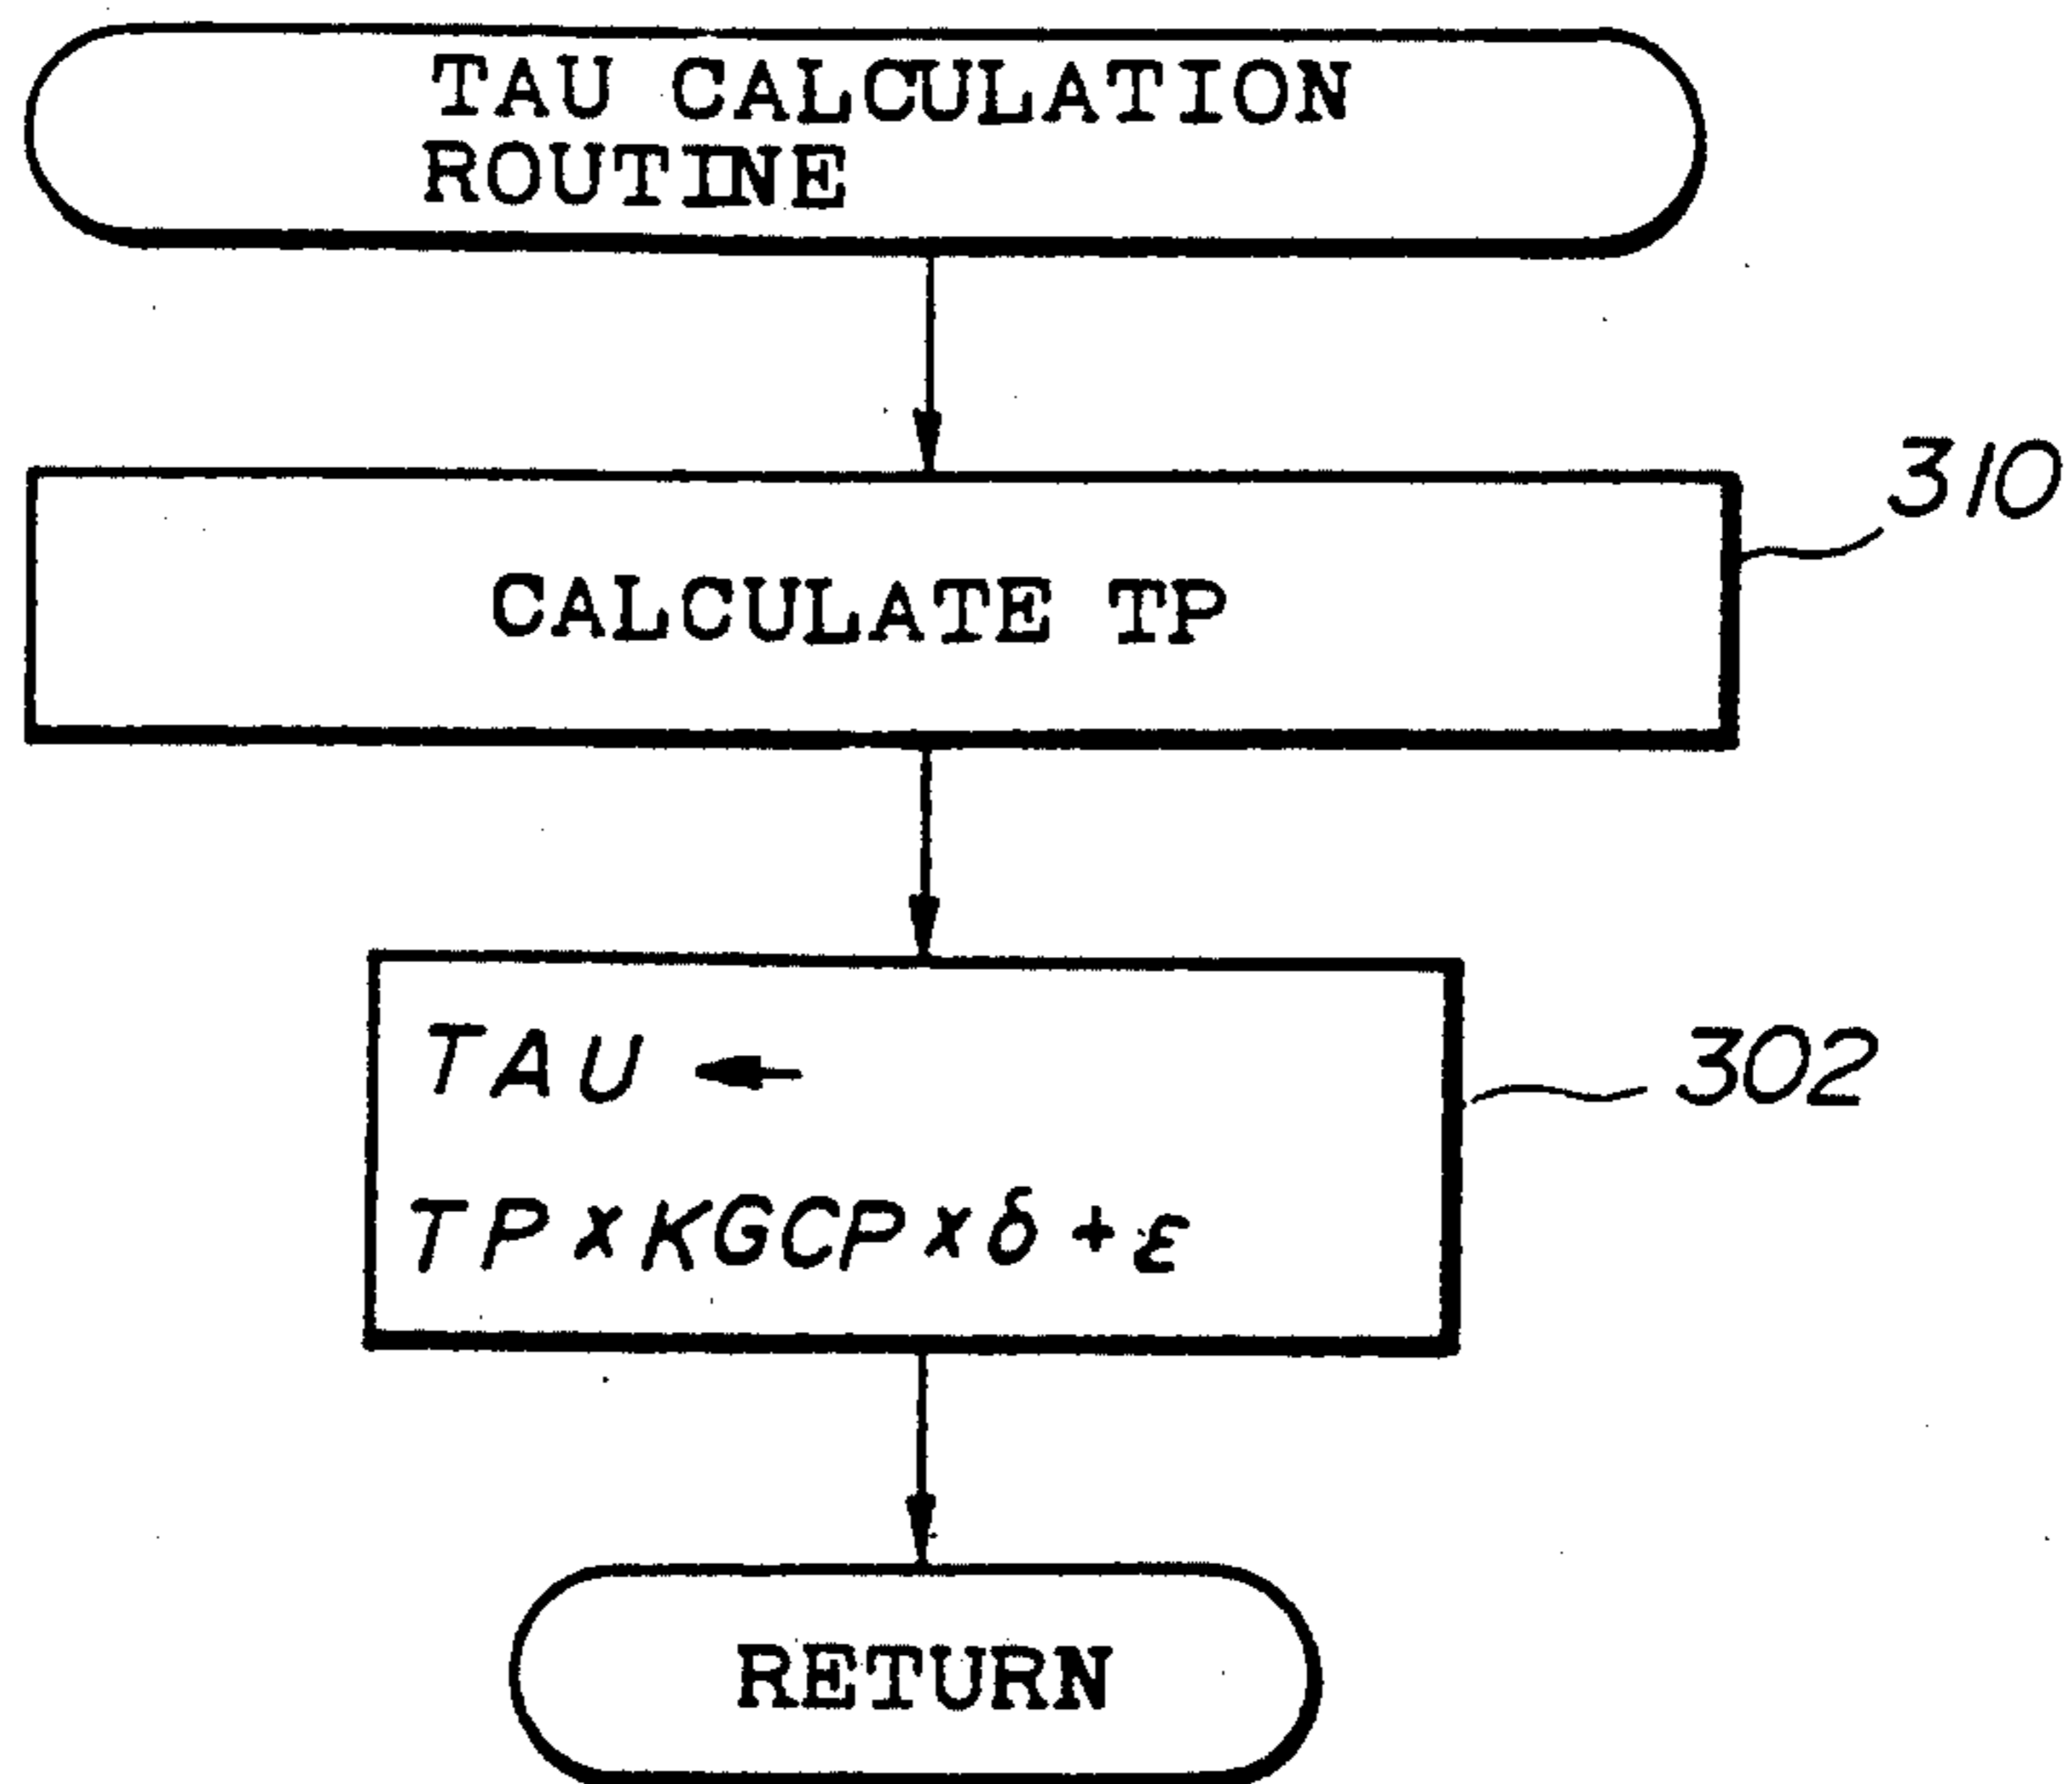 TAU CALCULATION
ROUTINE
310
CALCULATE TP
TAU ←
302
TP×KGCP×δ+ε
RETURN